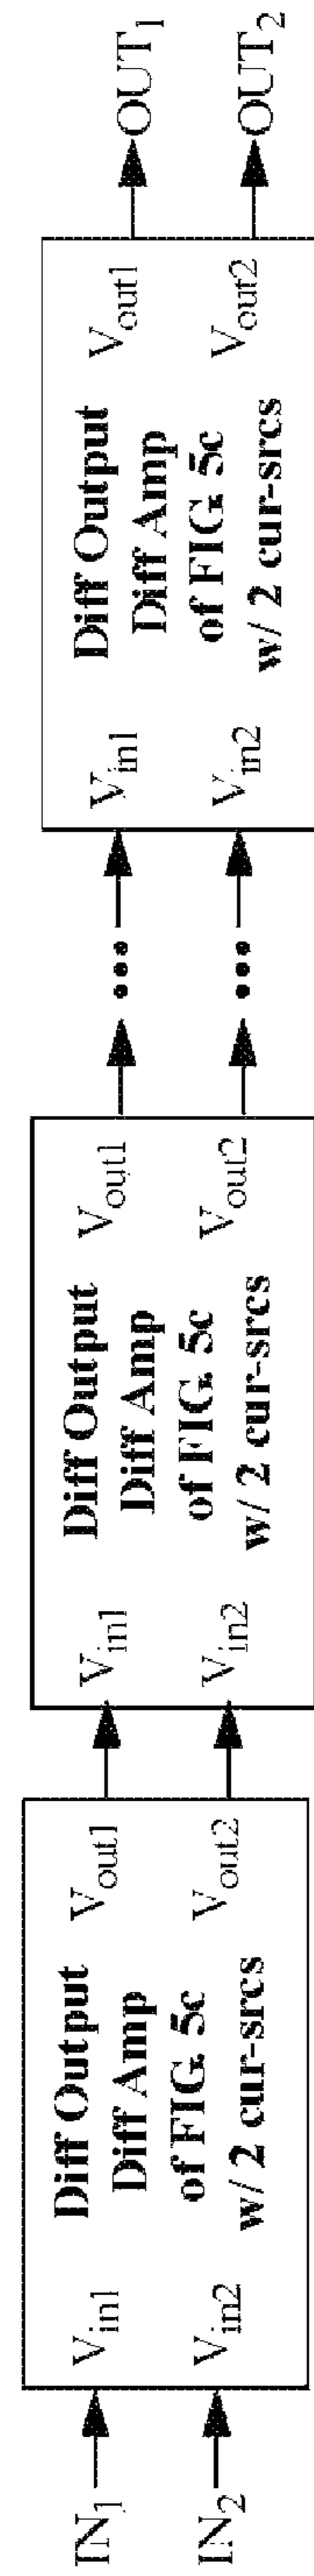 IN1
IN2
Vin1
Vin2
Diff Output
Diff Amp
of FIG. 5c
w/ 2 cur-srcs
Vout1
Vout2
Vin1
Vin2
Diff Output
Diff Amp
of FIG. 5c
w/ 2 cur-srcs
Vout1
Vout2
...
...
Vin1
Vin2
Diff Output
Diff Amp
of FIG. 5c
w/ 2 cur-srcs
Vout1
Vout2
OUT1
OUT2